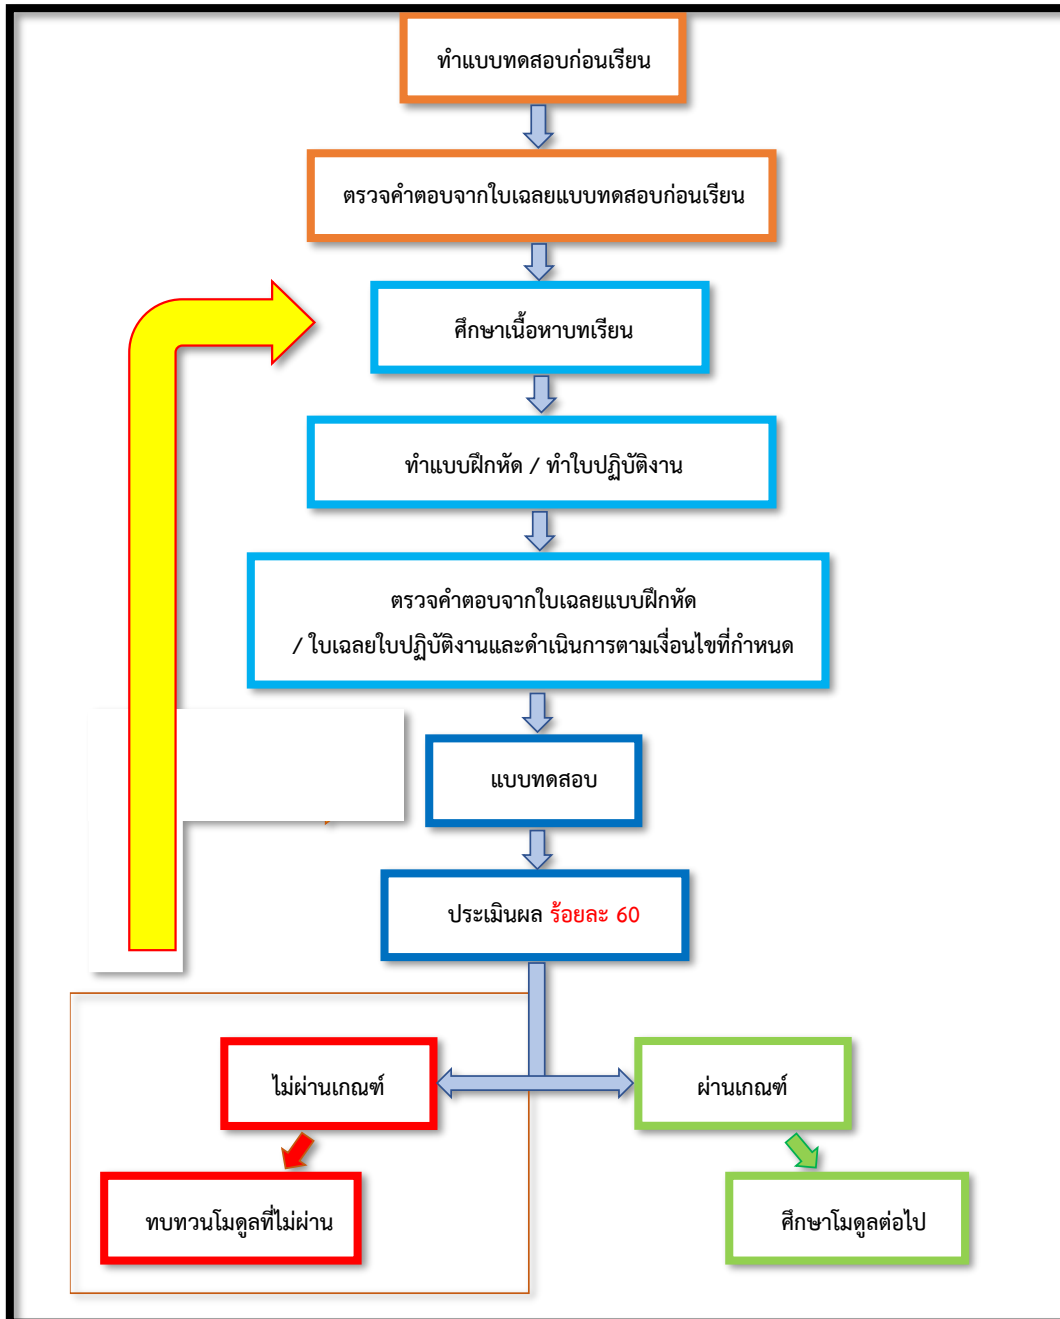 ทำแบบทดสอบก่อนเรียน
ตรวจคำตอบจากใบเฉลยแบบทดสอบก่อนเรียน
ศึกษาเนื้อหาบทเรียน
ทำแบบฝึกหัด / ทำใบปฏิบัติงาน
ตรวจคำตอบจากใบเฉลยแบบฝึกหัด
/ ใบเฉลยใบปฏิบัติงานและดำเนินการตามเงื่อนไขที่กำหนด
แบบทดสอบ
ประเมินผล ร้อยละ 60
ไม่ผ่านเกณฑ์
ผ่านเกณฑ์
ทบทวนโมดูลที่ไม่ผ่าน
ศึกษาโมดูลต่อไป